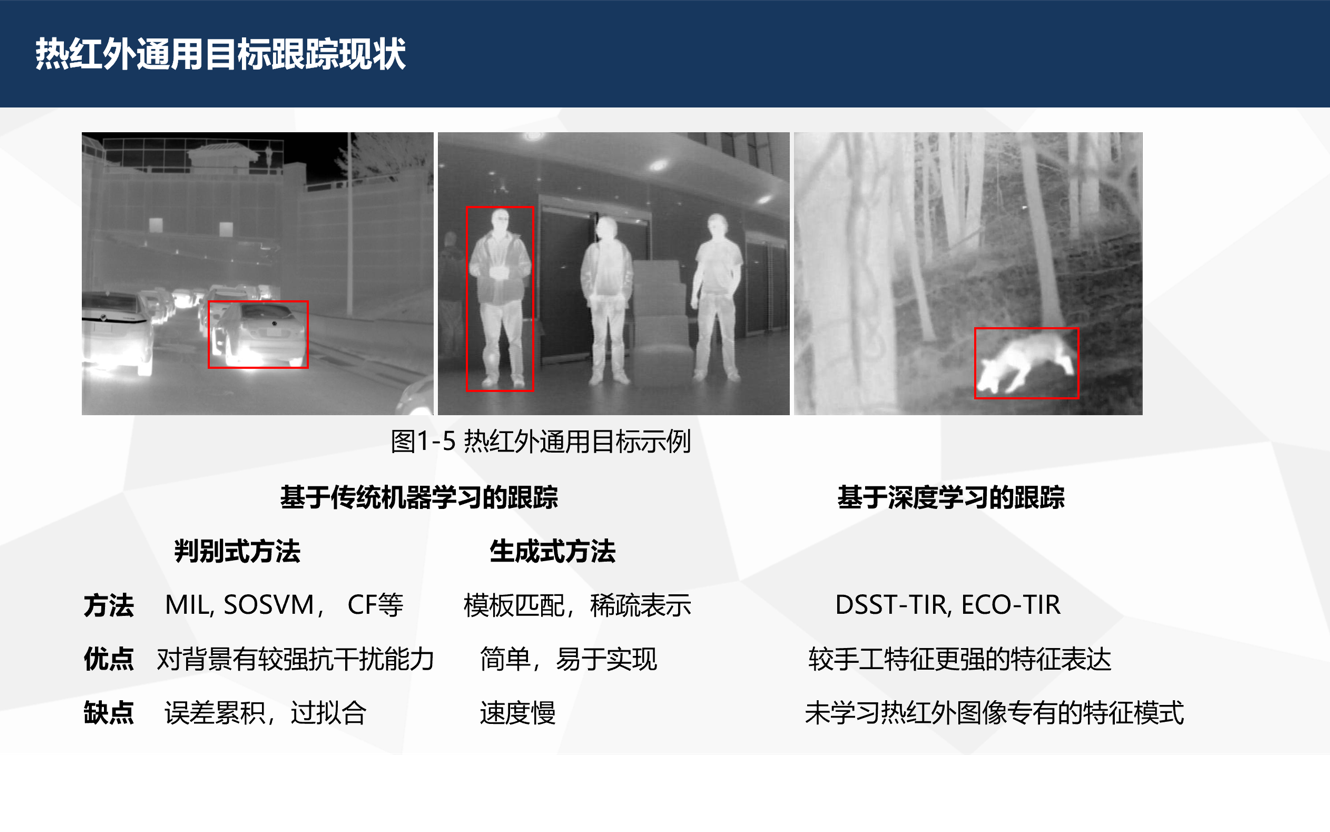 热红外通用目标跟踪现状
图1-5 热红外通用目标示例
基于传统机器学习的跟踪 基于深度学习的跟踪
判别式方法 生成式方法
方法 MIL, SOSVM， CF等 模板匹配，稀疏表示 DSST-TIR, ECO-TIR
优点 对背景有较强抗干扰能力 简单，易于实现 较手工特征更强的特征表达
缺点 误差累积，过拟合 速度慢 未学习热红外图像专有的特征模式